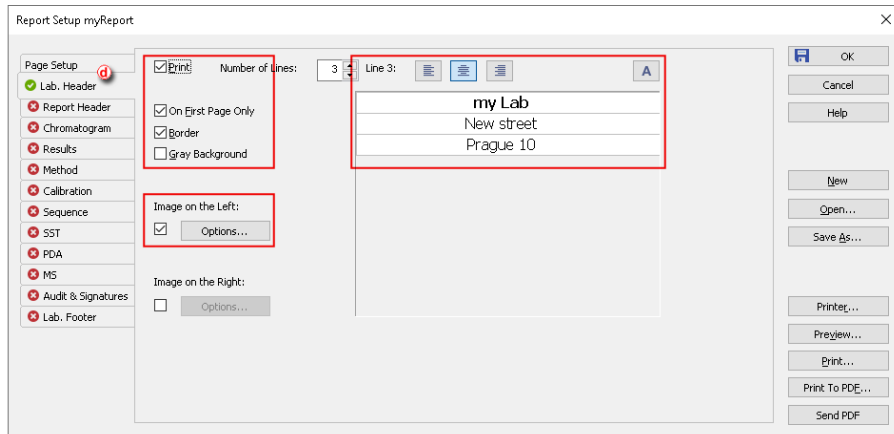 Report Setup myReport
Page Setup
d
Lab. Header
Report Header
Chromatogram
Results
Method
Calibration
Sequence
SST
PDA
MS
Audit & Signatures
Lab. Footer
Print
Number of Lines:
3
Line 3:
A
On First Page Only
Border
Gray Background
my Lab
New street
Prague 10
Image on the Left:
Options...
Image on the Right:
Options...
OK
Cancel
Help
New
Open...
Save As...
Printer...
Preview...
Print...
Print To PDF...
Send PDF